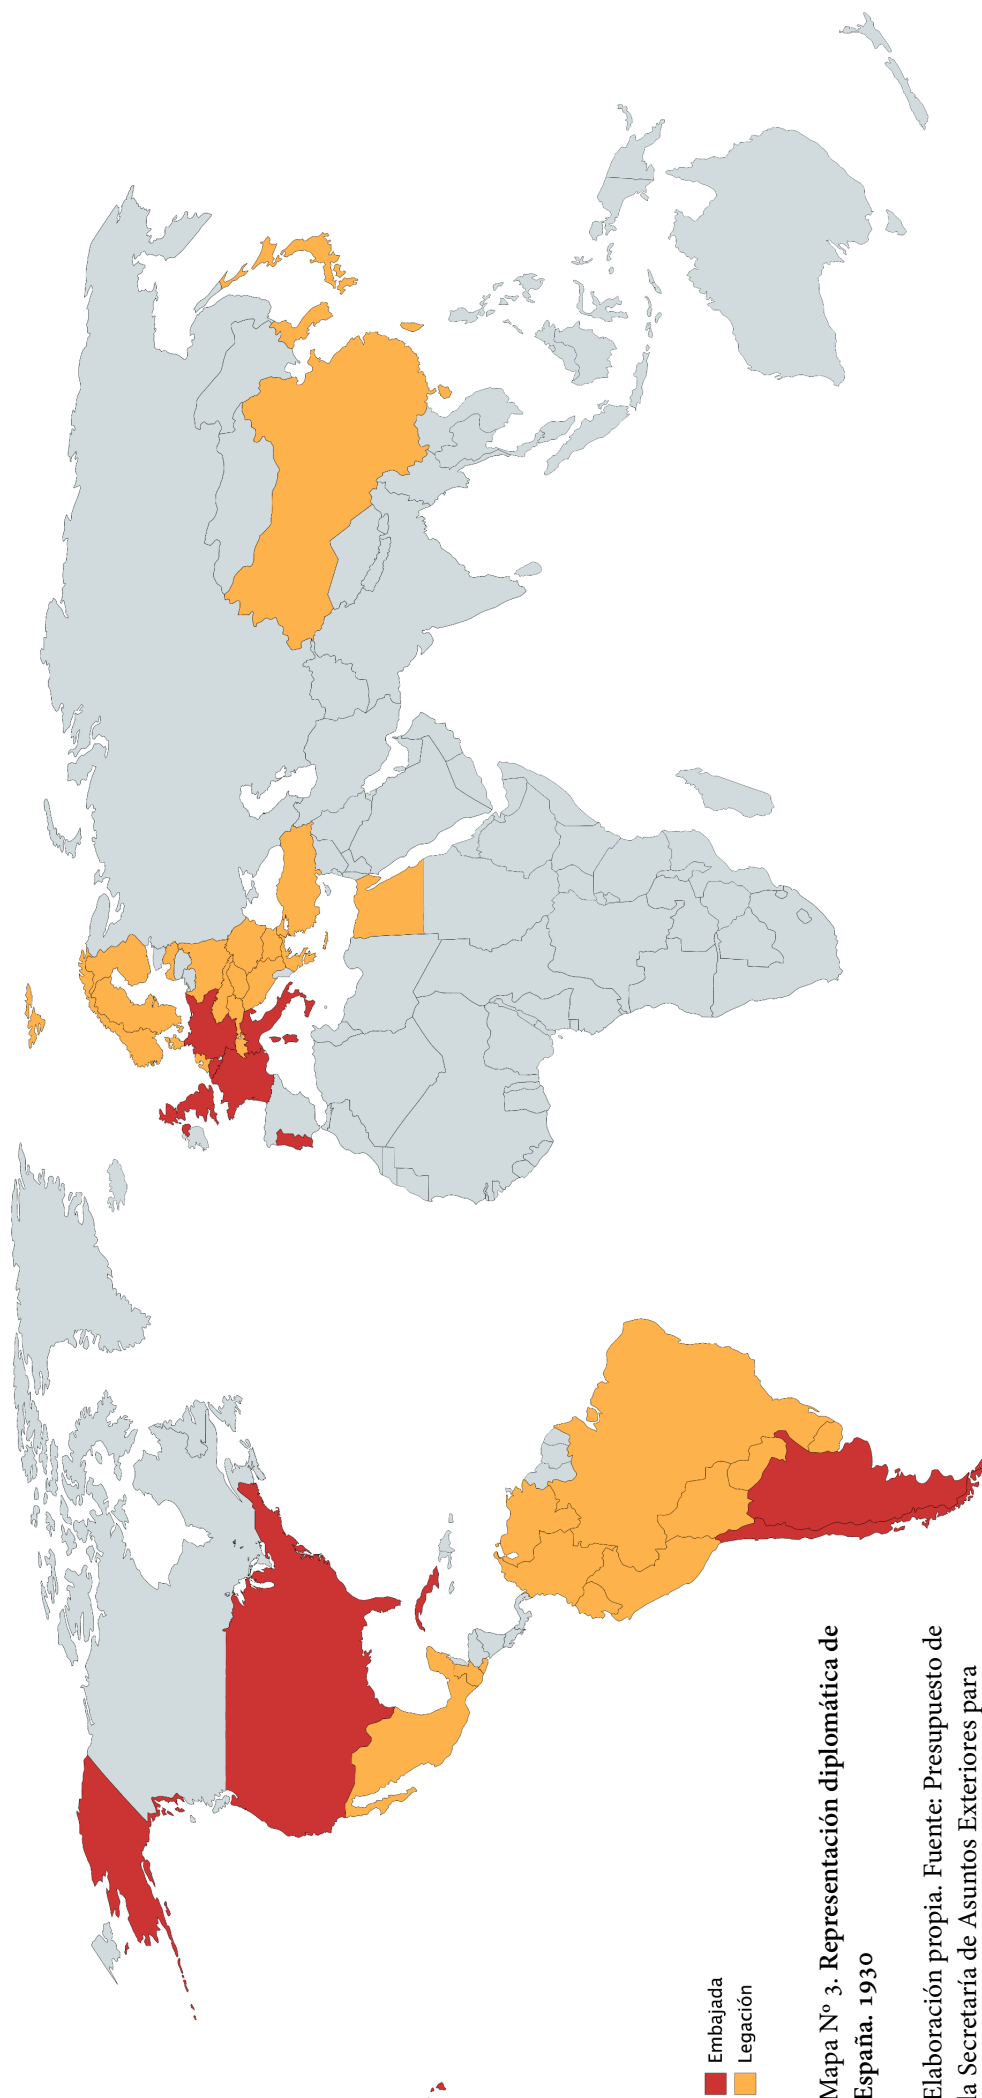 Embajada
Legación
Mapa Nº 3. Representación diplomática de
España. 1930
Elaboración propia. Fuente: Presupuesto de
la Secretaría de Asuntos Exteriores para